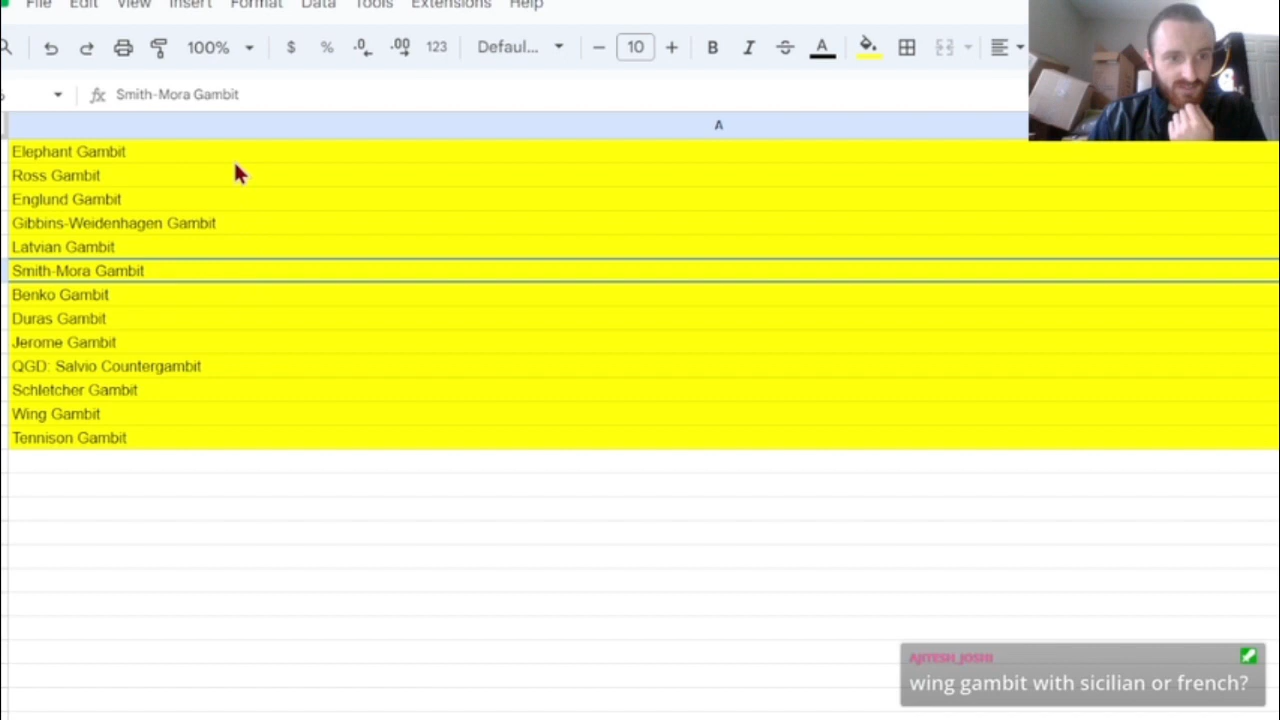 File Edit View Insert Format Data Tools Extensions Help
100% $ % .0 .00 123 Defaul... 10 B I A
fx Smith-Mora Gambit
A
Elephant Gambit
Ross Gambit
Englund Gambit
Gibbins-Weidenhagen Gambit
Latvian Gambit
Smith-Mora Gambit
Benko Gambit
Duras Gambit
Jerome Gambit
QGD: Salvio Countergambit
Schletcher Gambit
Wing Gambit
Tennison Gambit
AJITESH_JOSHI
wing gambit with sicilian or french?